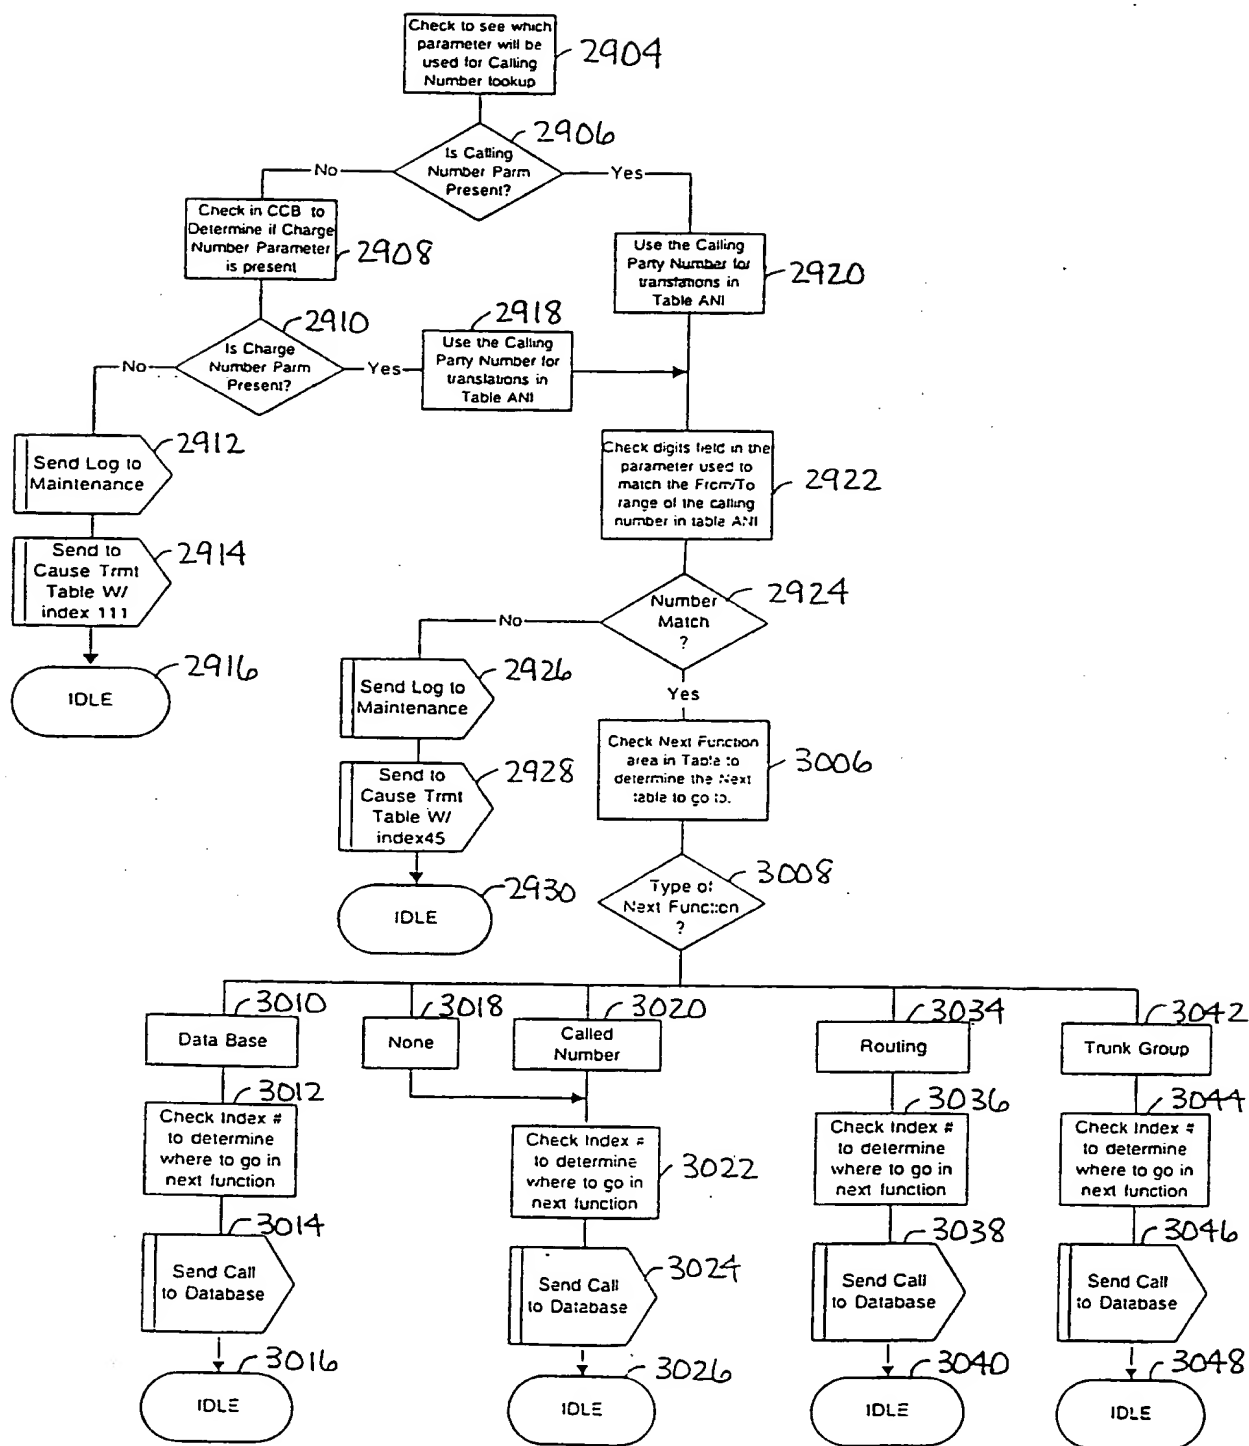 Check to see which
parameter will be
used for Calling
Number lookup
2904
2906
Is Calling
Number Parm
Present?
No
Yes
Check in CCB to
Determine if Charge
Number Parameter
is present
2908
Use the Calling
Party Number for
translations in
Table ANI
2920
2910
Is Charge
Number Parm
Present?
No
Yes
2918
Use the Calling
Party Number for
translations in
Table ANI
2912
Send Log to
Maintenance
Check digits field in the
parameter used to
match the From/To
range of the calling
number in table ANI
2922
2914
Send to
Cause Trmt
Table W/
index 111
2924
Number
Match
?
No
Yes
2916
IDLE
2926
Send Log to
Maintenance
Check Next Function
area in Table to
determine the Next
table to go to.
3006
2928
Send to
Cause Trmt
Table W/
index45
3008
Type of
Next Function
?
2930
IDLE
3010
Data Base
3018
None
3020
Called
Number
3034
Routing
3042
Trunk Group
3012
Check Index #
to determine
where to go in
next function
Check Index #
to determine
where to go in
next function
3022
3036
Check Index #
to determine
where to go in
next function
3044
Check Index #
to determine
where to go in
next function
3014
Send Call
to Database
3024
Send Call
to Database
3038
Send Call
to Database
3046
Send Call
to Database
3016
IDLE
3026
IDLE
3040
IDLE
3048
IDLE